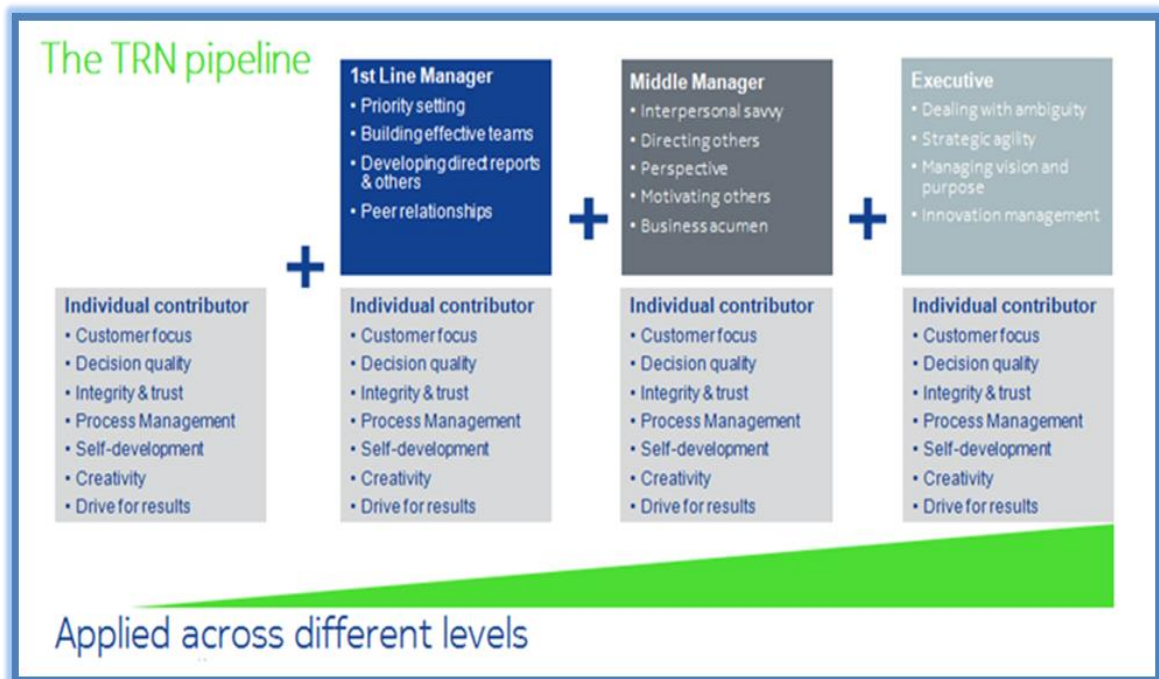 The TRN pipeline
1st Line Manager
• Priority setting
• Building effective teams
• Developing direct reports
& others
• Peer relationships
Middle Manager
• Interpersonal savvy
• Directing others
• Perspective
• Motivating others
• Business acumen
Executive
• Dealing with ambiguity
• Strategic agility
• Managing vision and
purpose
• Innovation management
+
+
+
Individual contributor
• Customer focus
• Decision quality
• Integrity & trust
• Process Management
• Self-development
• Creativity
• Drive for results
Individual contributor
• Customer focus
• Decision quality
• Integrity & trust
• Process Management
• Self-development
• Creativity
• Drive for results
Individual contributor
• Customer focus
• Decision quality
• Integrity & trust
• Process Management
• Self-development
• Creativity
• Drive for results
Individual contributor
• Customer focus
• Decision quality
• Integrity & trust
• Process Management
• Self-development
• Creativity
• Drive for results
Applied across different levels